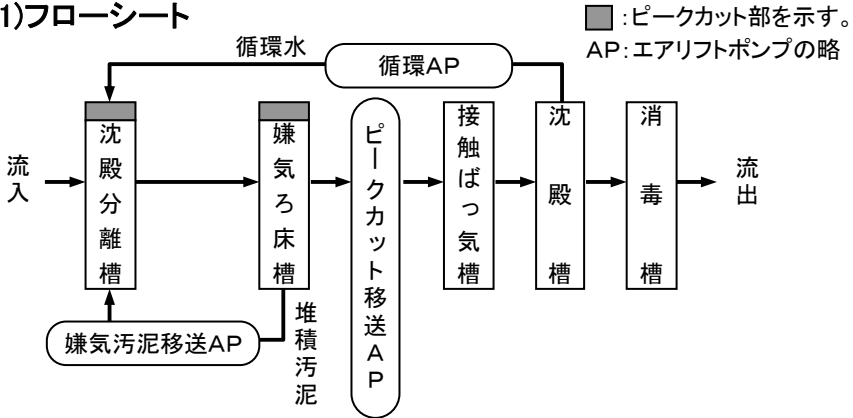 1)フローシート
:ピークカット部を示す。
AP:エアリフトポンプの略
循環水
循環AP
流入
沈殿分離槽
嫌気ろ床槽
ピークカット移送AP
接触ばっ気槽
沈殿槽
消毒槽
流出
嫌気汚泥移送AP
堆積汚泥